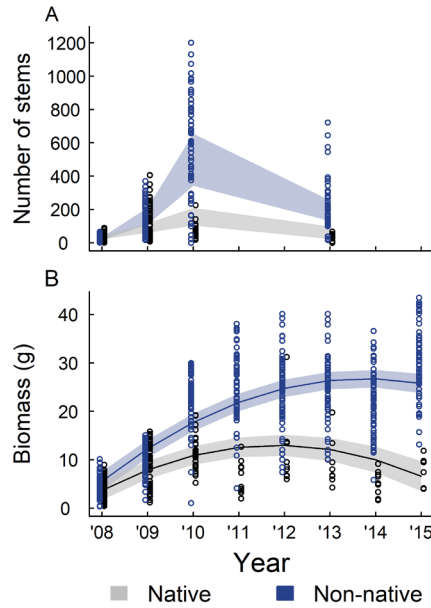 A
Number of stems
1200
1000
800
600
400
200
0
B
Biomass (g)
40
30
20
10
0
'08 '09 '10 '11 '12 '13 '14 '15
Year
Native Non-native